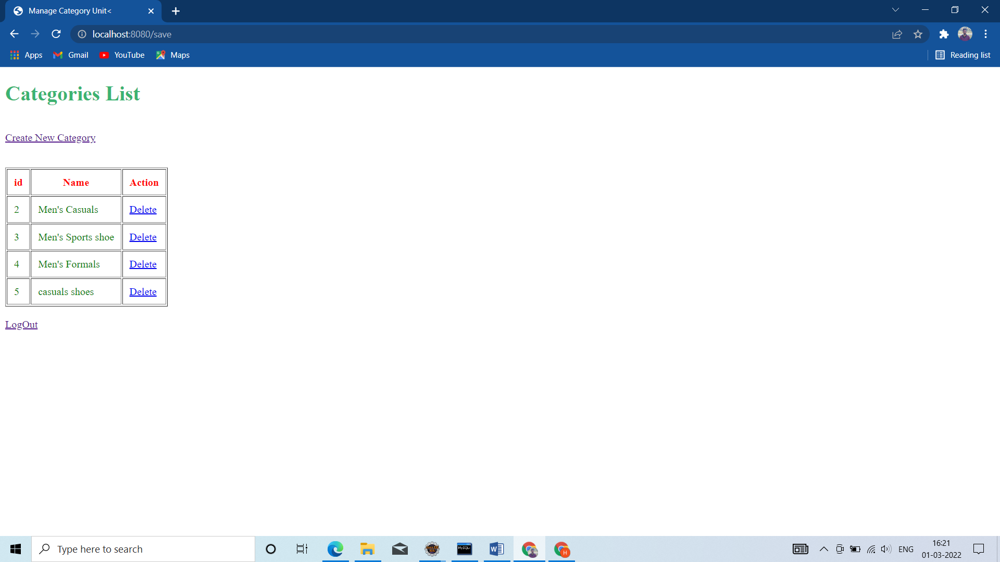 Manage Category Unit<
localhost:8080/save
Apps Gmail YouTube Maps Reading list
Categories List
Create New Category
id Name Action
2 Men's Casuals Delete
3 Men's Sports shoe Delete
4 Men's Formals Delete
5 casuals shoes Delete
LogOut
Type here to search
ENG
16:21
01-03-2022